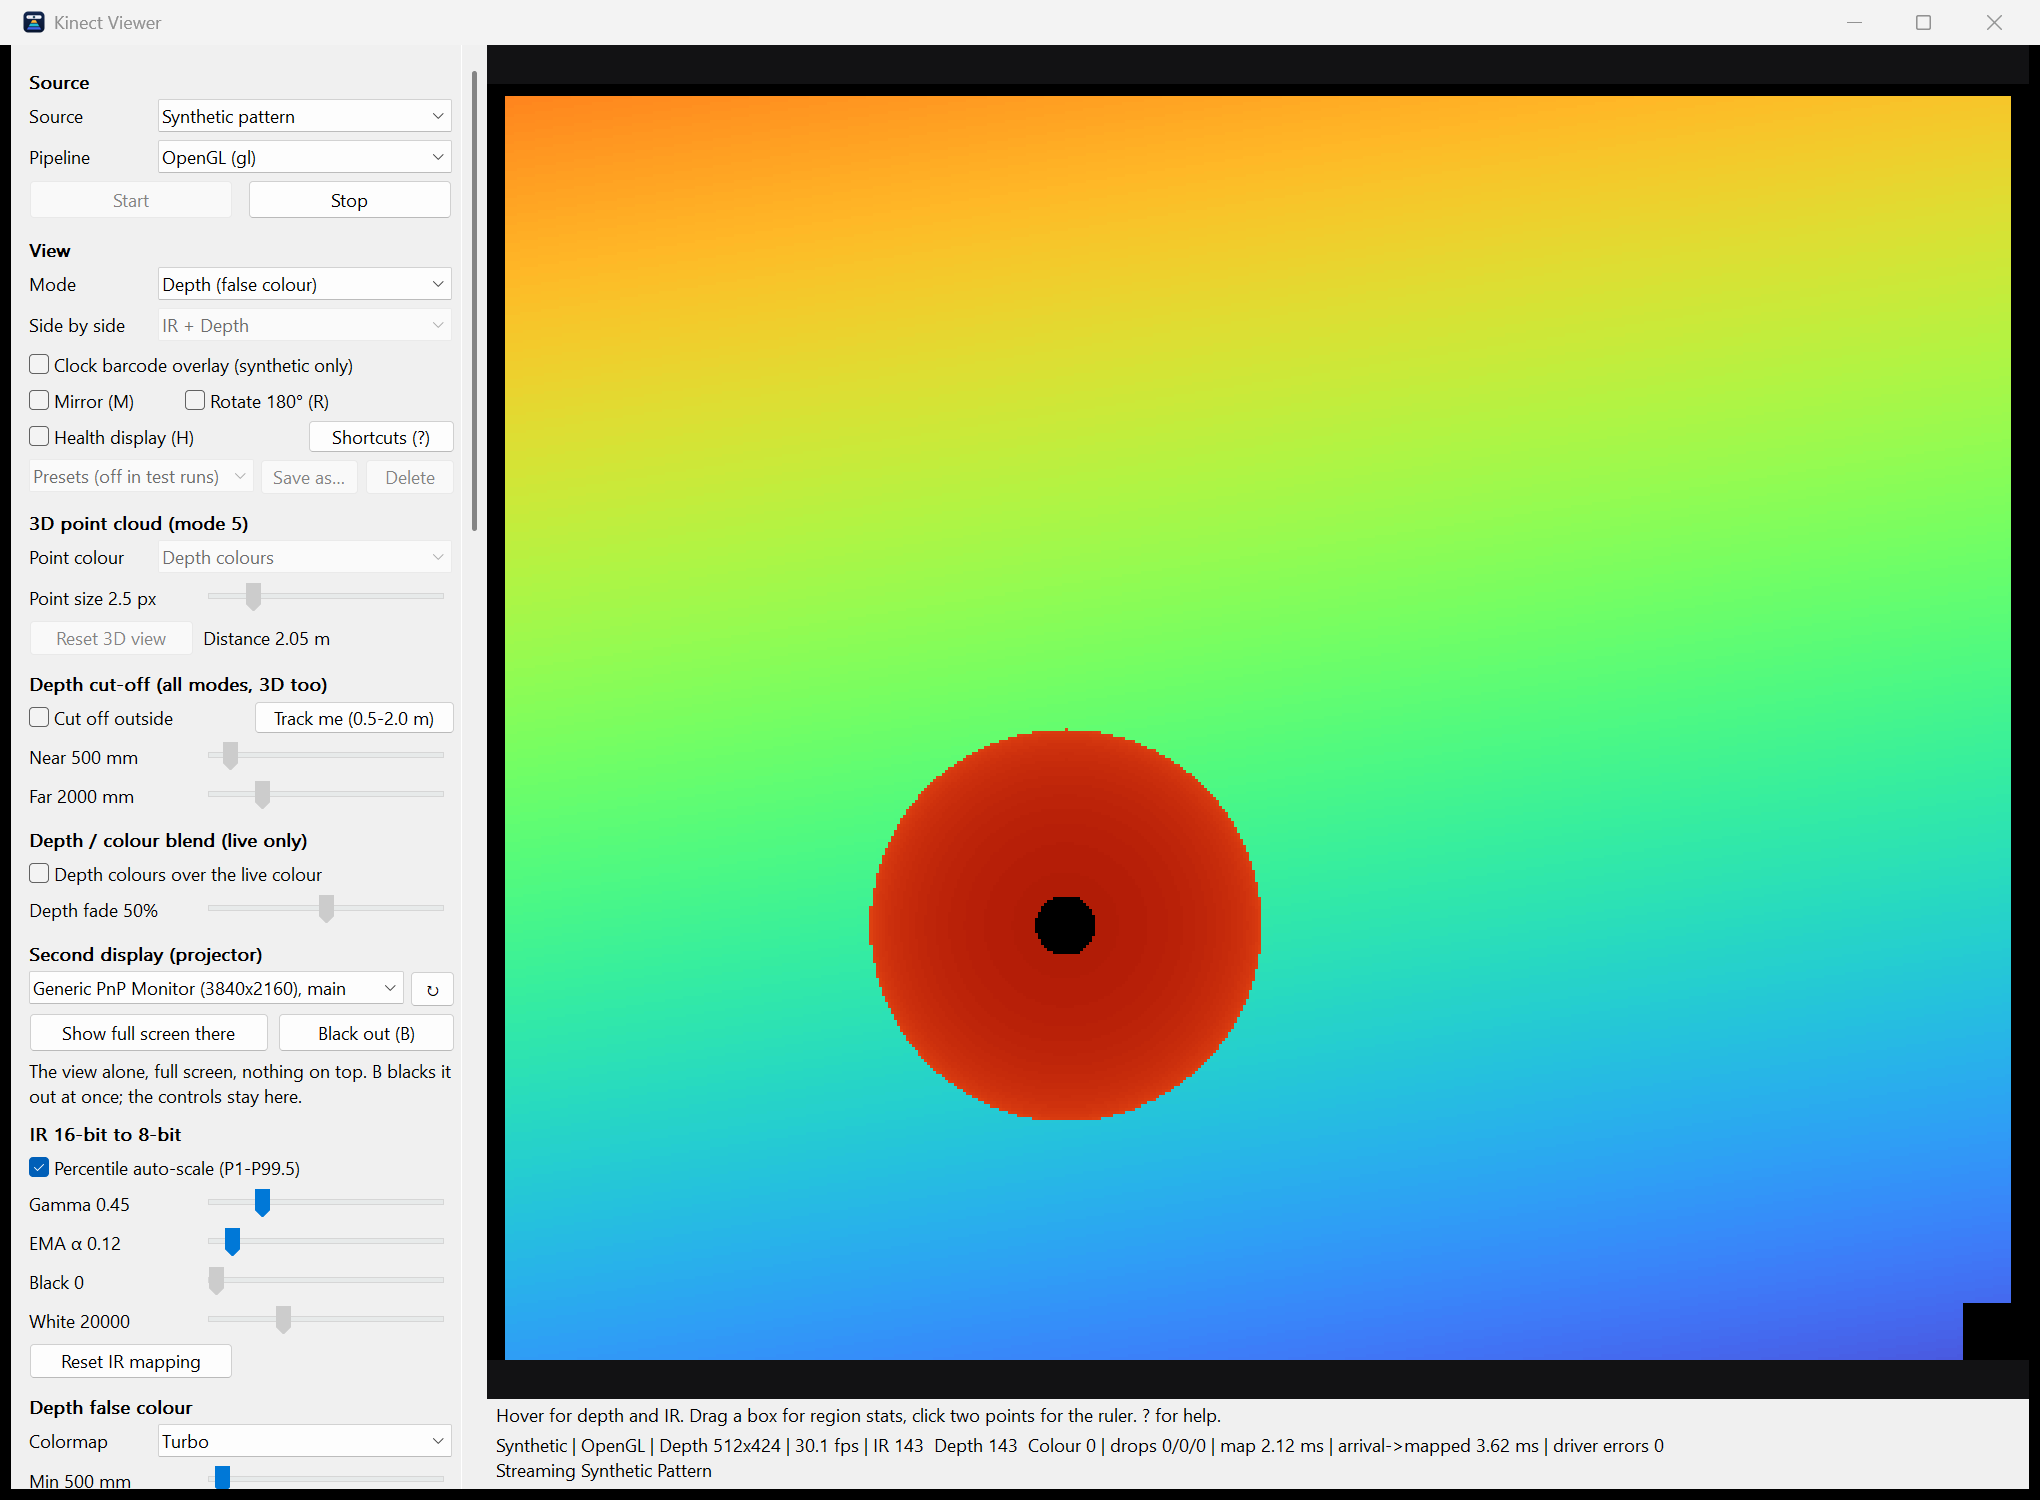 Kinect Viewer
Source
Source Synthetic pattern
Pipeline OpenGL (gl)
Start Stop
View
Mode Depth (false colour)
Side by side IR + Depth
Clock barcode overlay (synthetic only)
Mirror (M) Rotate 180° (R)
Health display (H) Shortcuts (?)
Presets (off in test runs) Save as... Delete
3D point cloud (mode 5)
Point colour Depth colours
Point size 2.5 px
Reset 3D view Distance 2.05 m
Depth cut-off (all modes, 3D too)
Cut off outside Track me (0.5-2.0 m)
Near 500 mm
Far 2000 mm
Depth / colour blend (live only)
Depth colours over the live colour
Depth fade 50%
Second display (projector)
Generic PnP Monitor (3840x2160), main ↻
Show full screen there Black out (B)
The view alone, full screen, nothing on top. B blacks it
out at once; the controls stay here.
IR 16-bit to 8-bit
Percentile auto-scale (P1-P99.5)
Gamma 0.45
EMA α 0.12
Black 0
White 20000
Reset IR mapping
Depth false colour
Colormap Turbo
Min 500 mm
Hover for depth and IR. Drag a box for region stats, click two points for the ruler. ? for help.
Synthetic | OpenGL | Depth 512x424 | 30.1 fps | IR 143 Depth 143 Colour 0 | drops 0/0/0 | map 2.12 ms | arrival->mapped 3.62 ms | driver errors 0
Streaming Synthetic Pattern